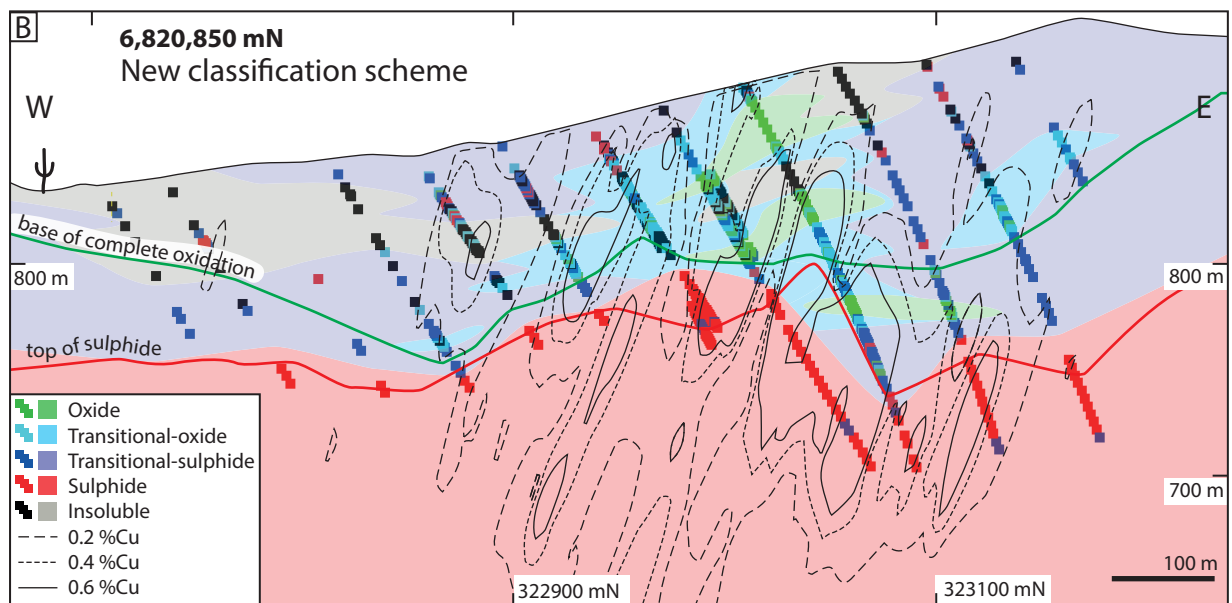 B
6,820,850 mN
New classification scheme
W
E
base of complete oxidation
800 m
800 m
top of sulphide
Oxide
Transitional-oxide
Transitional-sulphide
Sulphide
Insoluble
0.2 %Cu
0.4 %Cu
0.6 %Cu
700 m
322900 mN
323100 mN
100 m